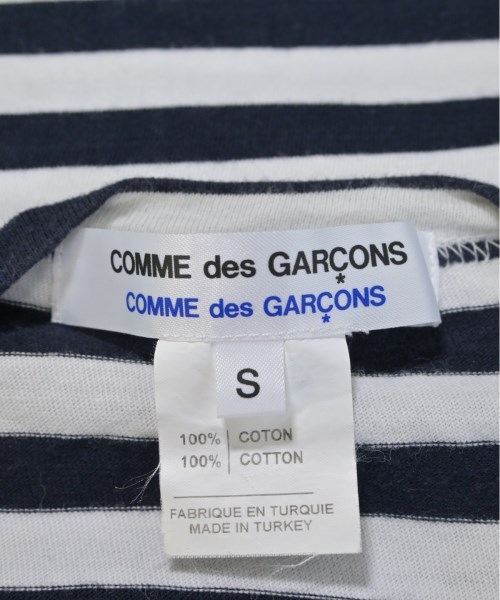 COMME des GARÇONS
COMME des GARÇONS
S
100% COTON
100% COTTON
FABRIQUE EN TURQUIE
MADE IN TURKEY